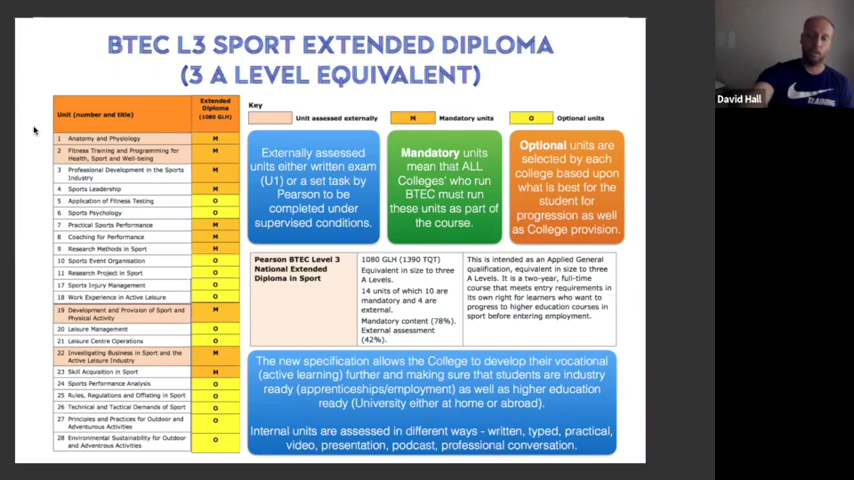 BTEC L3 SPORT EXTENDED DIPLOMA
(3 A LEVEL EQUIVALENT)
Unit (number and title)
Extended
Diploma
(1080 GLH)
1 Anatomy and Physiology M
2 Fitness Training and Programming for
Health, Sport and Well-being M
3 Professional Development in the Sports
Industry M
4 Sports Leadership M
5 Application of Fitness Testing O
6 Sports Psychology O
7 Practical Sports Performance M
8 Coaching for Performance M
9 Research Methods in Sport M
10 Sports Event Organisation O
11 Research Project in Sport O
17 Sports Injury Management O
18 Work Experience in Active Leisure O
19 Development and Provision of Sport and
Physical Activity M
20 Leisure Management O
21 Leisure Centre Operations O
22 Investigating Business in Sport and the
Active Leisure Industry M
23 Skill Acquisition in Sport M
24 Sports Performance Analysis O
25 Rules, Regulations and Officiating in Sport O
26 Technical and Tactical Demands of Sport O
27 Principles and Practices for Outdoor and
Adventurous Activities O
28 Environmental Sustainability for Outdoor
and Adventurous Activities O
Key
Unit assessed externally
M Mandatory units
O Optional units
Externally assessed
units either written exam
(U1) or a set task by
Pearson to be
completed under
supervised conditions.
Mandatory units
mean that ALL
Colleges' who run
BTEC must run
these units as part of
the course.
Optional units are
selected by each
college based upon
what is best for the
student for
progression as well
as College provision.
Pearson BTEC Level 3
National Extended
Diploma in Sport
1080 GLH (1390 TQT)
Equivalent in size to three
A Levels.
14 units of which 10 are
mandatory and 4 are
external.
Mandatory content (78%).
External assessment
(42%).
This is intended as an Applied General
qualification, equivalent in size to three
A Levels. It is a two-year, full-time
course that meets entry requirements in
its own right for learners who want to
progress to higher education courses in
sport before entering employment.
The new specification allows the College to develop their vocational
(active learning) further and making sure that students are industry
ready (apprenticeships/employment) as well as higher education
ready (University either at home or abroad).
Internal units are assessed in different ways - written, typed, practical,
video, presentation, podcast, professional conversation.
David Hall
TRAINING